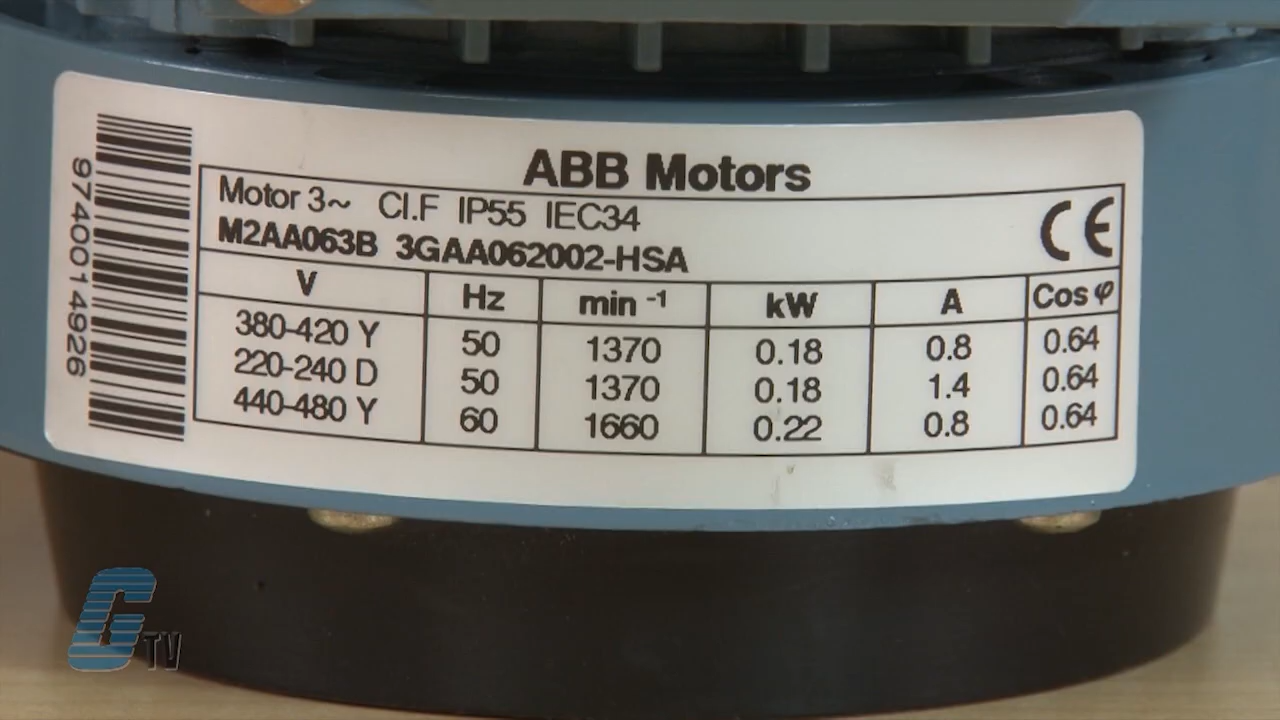 ABB Motors
Motor 3~ Cl.F IP55 IEC34
M2AA063B 3GAA062002-HSA
CE
V Hz min -1 kW A Cos φ
380-420 Y 50 1370 0.18 0.8 0.64
220-240 D 50 1370 0.18 1.4 0.64
440-480 Y 60 1660 0.22 0.8 0.64
9740014926
G TV